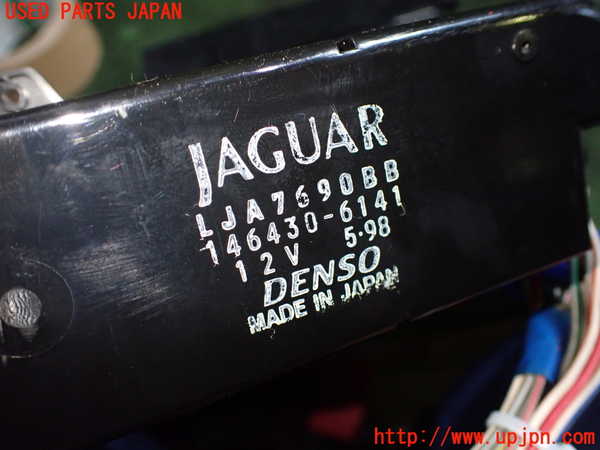 USED PARTS JAPAN
JAGUAR
LJA7690BB
146430-6141
12V 5·98
DENSO
MADE IN JAPAN
http://www.upjpn.com